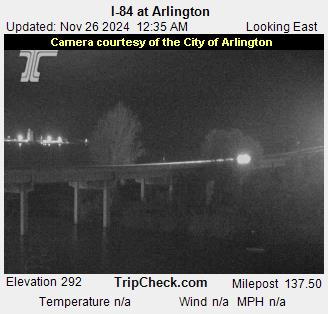 I-84 at Arlington
Updated: Nov 26 2024 12:35 AM Looking East
Camera courtesy of the City of Arlington
Elevation 292 TripCheck.com Milepost 137.50
Temperature n/a Wind n/a MPH n/a